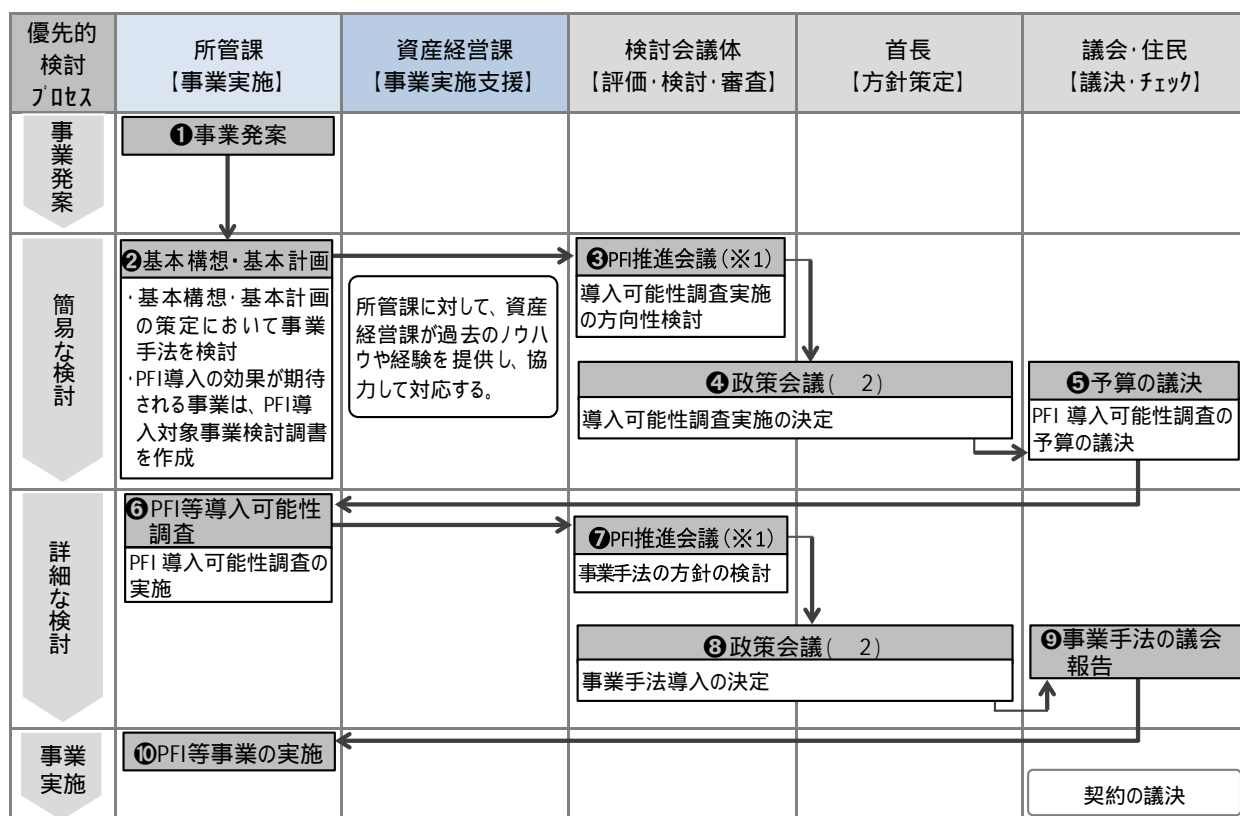 優先的
検討
プロセス
所管課
【事業実施】
資産経営課
【事業実施支援】
検討会議体
【評価・検討・審査】
首長
【方針策定】
議会・住民
【議決・チェック】
事業発案
❶事業発案
簡易な検討
❷基本構想・基本計画
・基本構想・基本計画
の策定において事業
手法を検討
・PFI導入の効果が期待
される事業は、PFI導
入対象事業検討調書
を作成
所管課に対して、資産
経営課が過去のノウハ
ウや経験を提供し、協
力して対応する。
❸PFI推進会議(※1)
導入可能性調査実施
の方向性検討
❹政策会議(　2)
導入可能性調査実施の決定
❺予算の議決
PFI 導入可能性調査の
予算の議決
詳細な検討
❻PFI等導入可能性
調査
PFI 導入可能性調査の
実施
❼PFI推進会議(※1)
事業手法の方針の検討
❽政策会議(　2)
事業手法導入の決定
❾事業手法の議会
報告
事業
実施
❿PFI等事業の実施
契約の議決